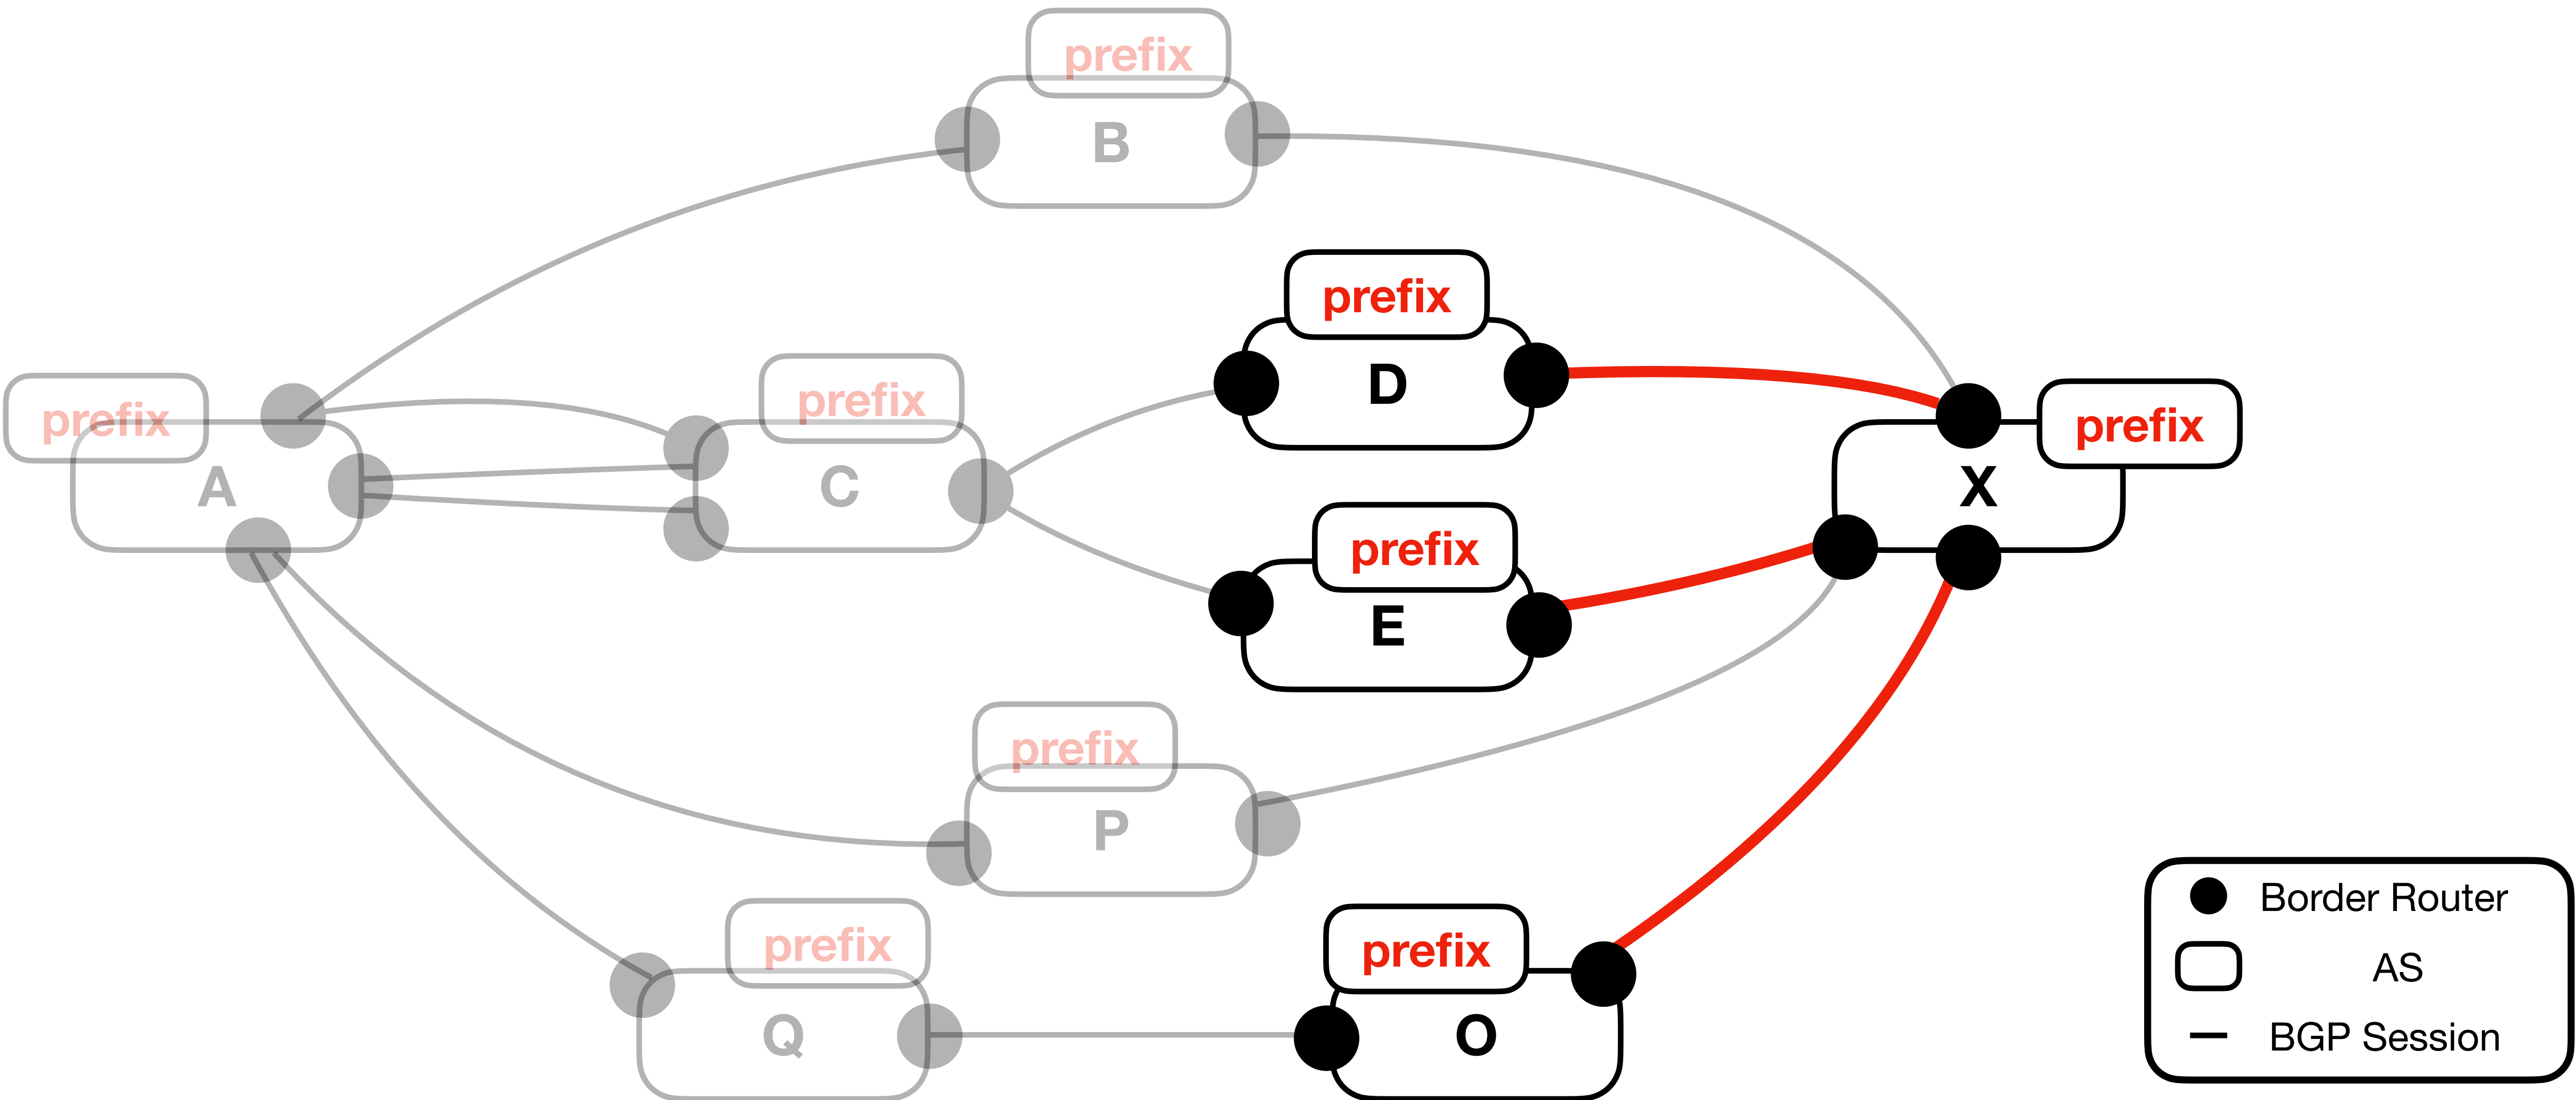 prefix
B
prefix
D
prefix
A
prefix
C
prefix
X
prefix
E
prefix
P
prefix
Q
prefix
O
Border Router
AS
BGP Session